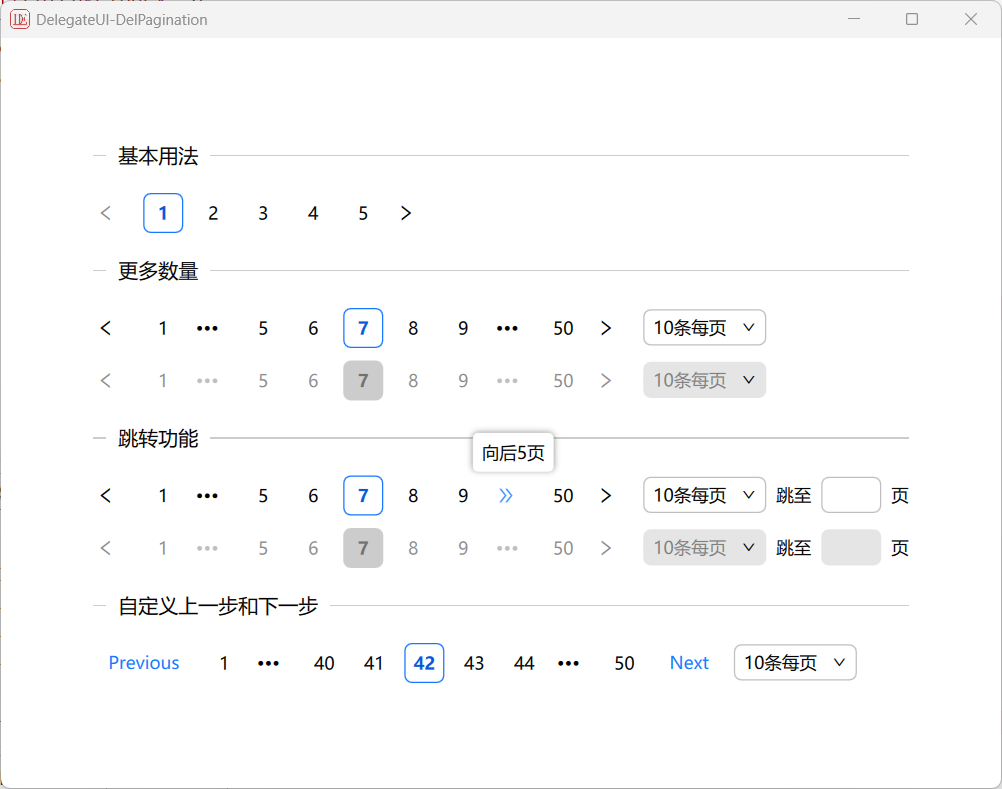 DelegateUI-DelPagination
基本用法
< 1 2 3 4 5 >
更多数量
< 1 ••• 5 6 7 8 9 ••• 50 > 10条每页
< 1 ••• 5 6 7 8 9 ••• 50 > 10条每页
跳转功能
向后5页
< 1 ••• 5 6 7 8 9 » 50 > 10条每页 跳至 页
< 1 ••• 5 6 7 8 9 ••• 50 > 10条每页 跳至 页
自定义上一步和下一步
Previous 1 ••• 40 41 42 43 44 ••• 50 Next 10条每页